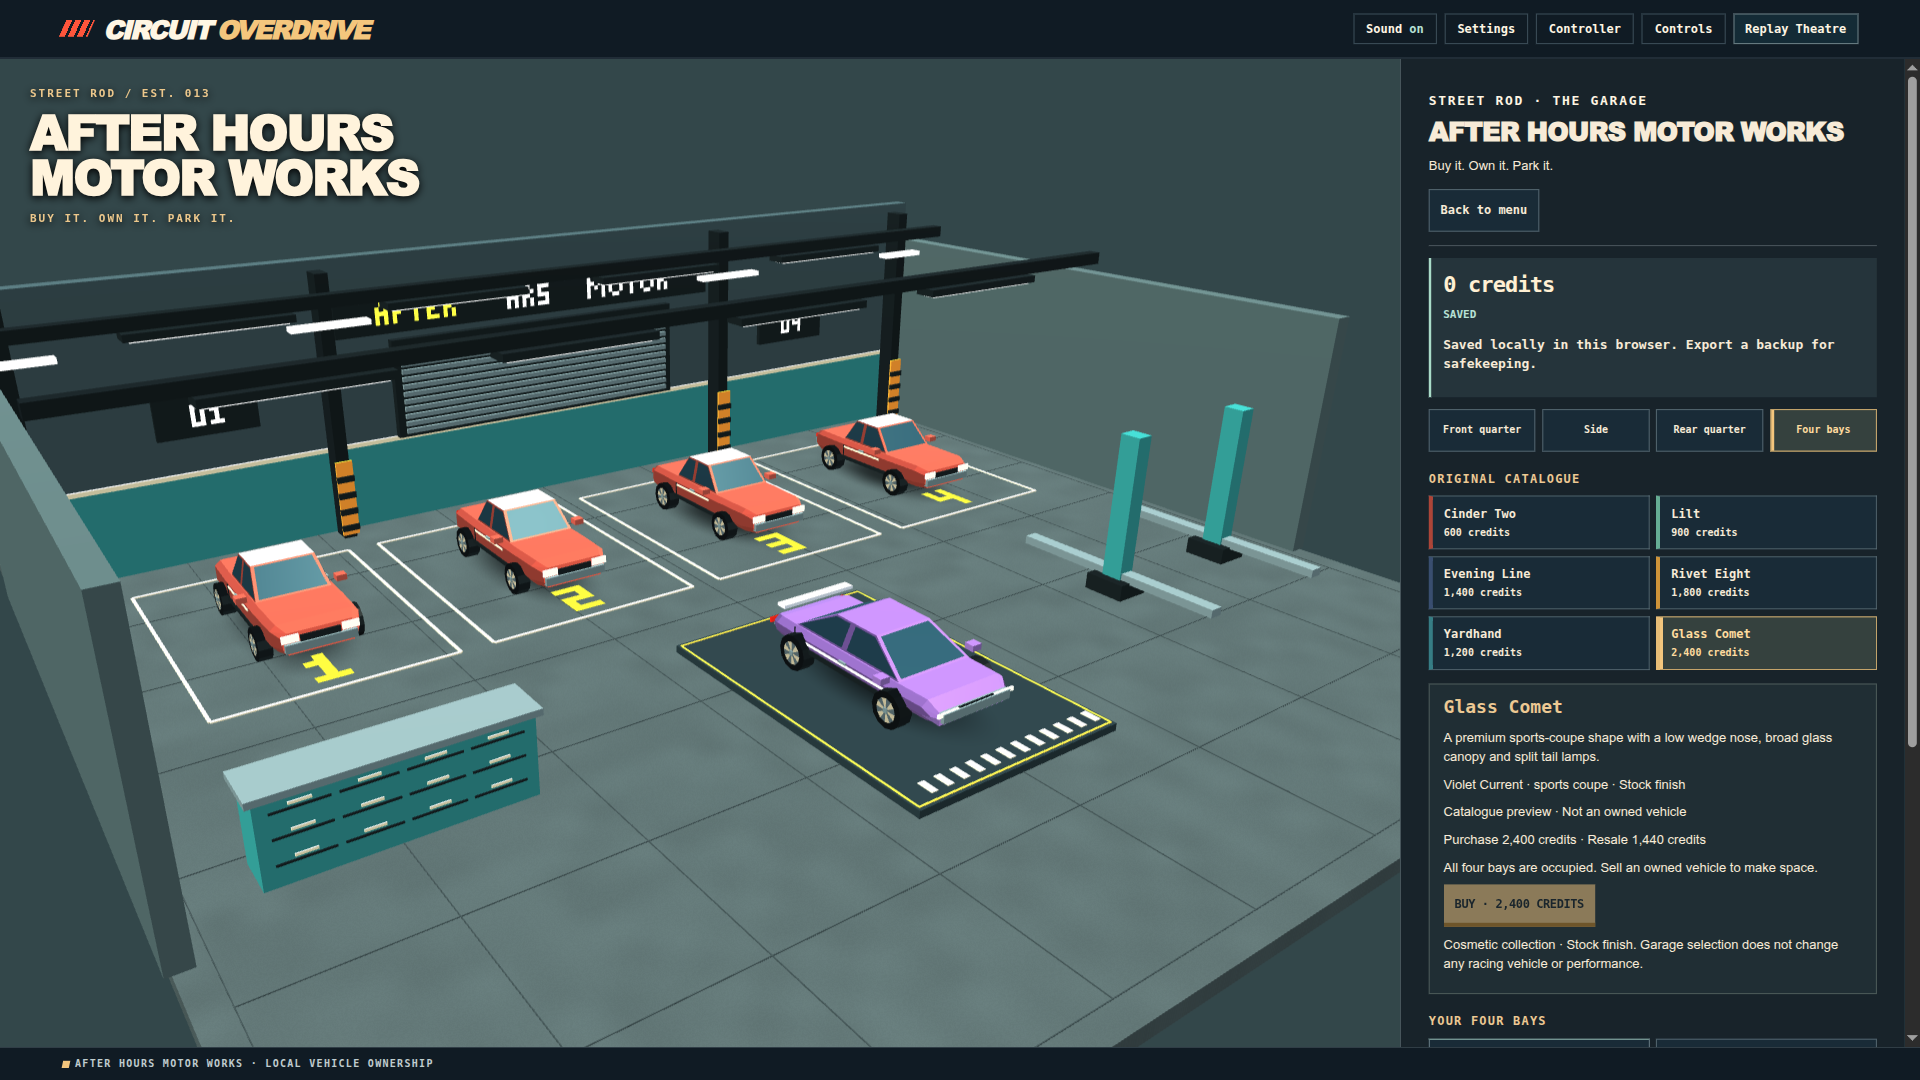 CIRCUIT OVERDRIVE
Sound on
Settings
Controller
Controls
Replay Theatre
STREET ROD / EST. 013
AFTER HOURS
MOTOR WORKS
BUY IT. OWN IT. PARK IT.
AFTER
MOTOR
01
04
1
2
3
4
STREET ROD · THE GARAGE
AFTER HOURS MOTOR WORKS
Buy it. Own it. Park it.
Back to menu
0 credits
SAVED
Saved locally in this browser. Export a backup for
safekeeping.
Front quarter
Side
Rear quarter
Four bays
ORIGINAL CATALOGUE
Cinder Two
600 credits
Lilt
900 credits
Evening Line
1,400 credits
Rivet Eight
1,800 credits
Yardhand
1,200 credits
Glass Comet
2,400 credits
Glass Comet
A premium sports-coupe shape with a low wedge nose, broad glass
canopy and split tail lamps.
Violet Current · sports coupe · Stock finish
Catalogue preview · Not an owned vehicle
Purchase 2,400 credits · Resale 1,440 credits
All four bays are occupied. Sell an owned vehicle to make space.
BUY · 2,400 CREDITS
Cosmetic collection · Stock finish. Garage selection does not change
any racing vehicle or performance.
YOUR FOUR BAYS
AFTER HOURS MOTOR WORKS · LOCAL VEHICLE OWNERSHIP